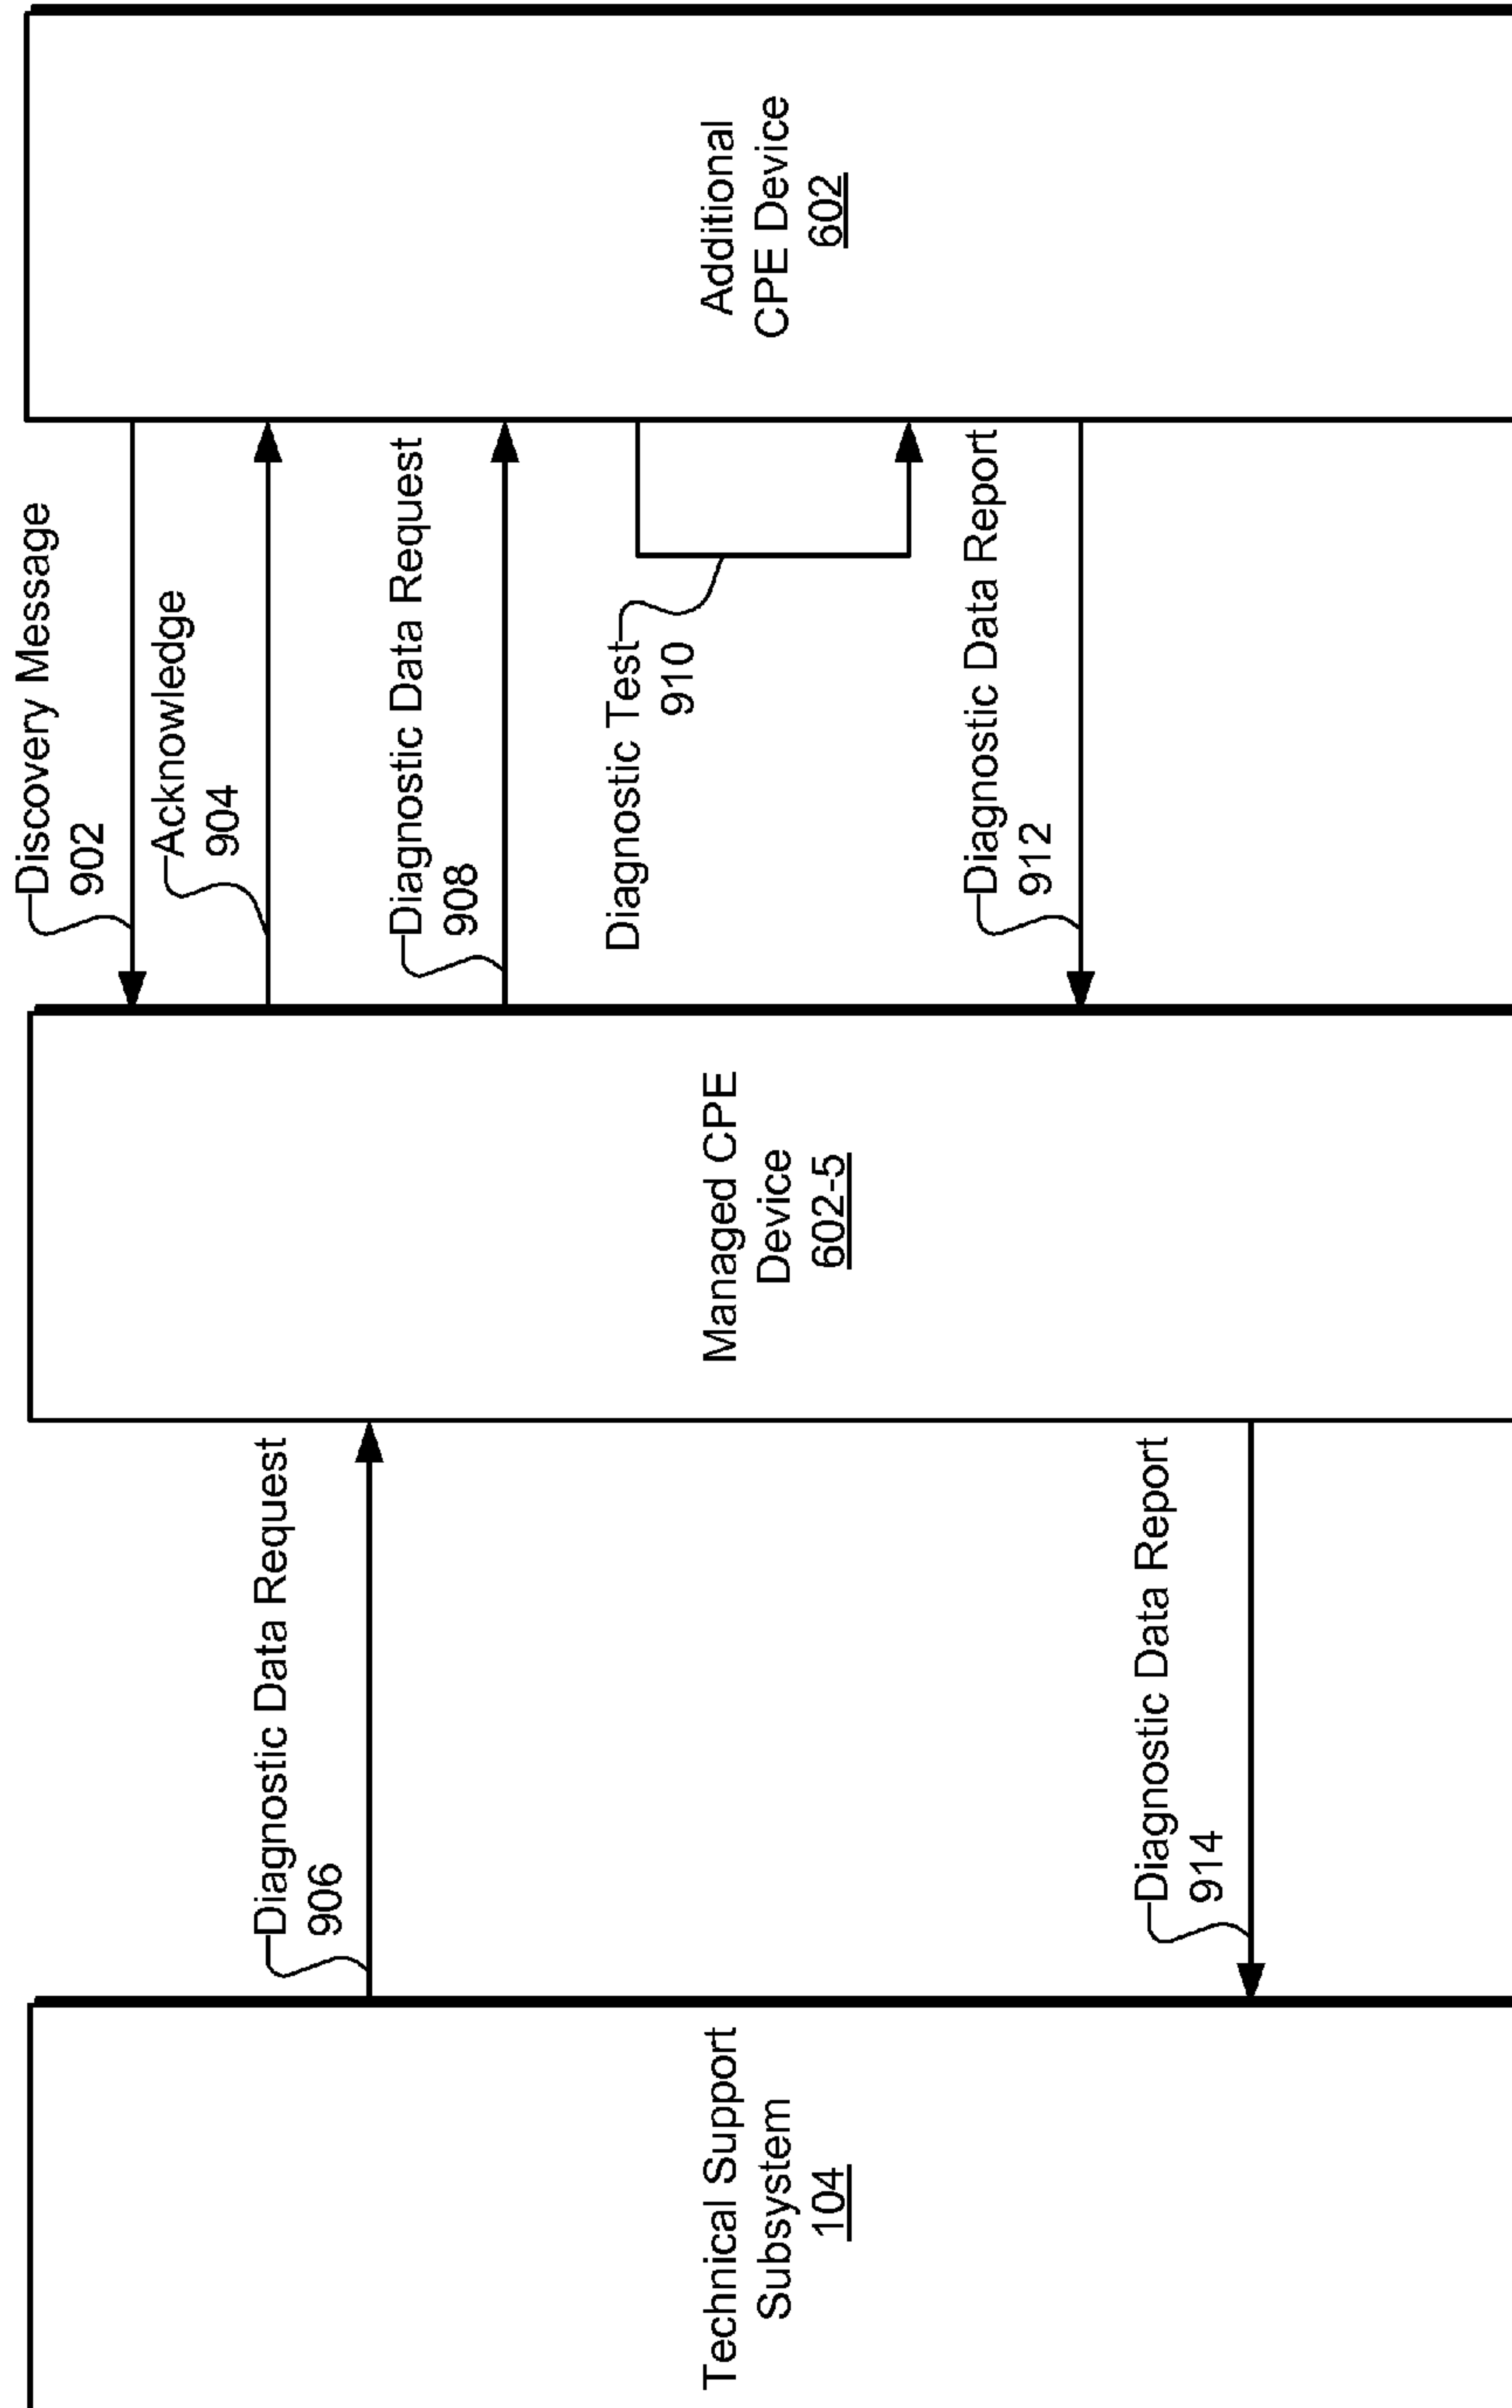 Technical Support
Subsystem
104
Managed CPE
Device
602-5
Additional
CPE Device
602
Discovery Message
902
Acknowledge
904
Diagnostic Data Request
906
Diagnostic Data Request
908
Diagnostic Test
910
Diagnostic Data Report
912
Diagnostic Data Report
914